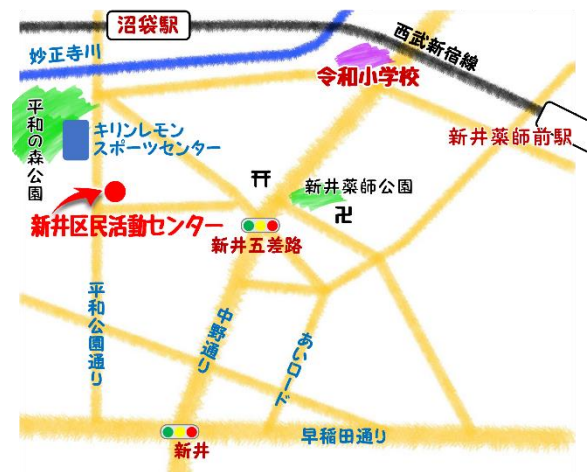 沼袋駅
西武新宿線
妙正寺川
令和小学校
新井薬師前駅
平和の森公園
キリンレモン
スポーツセンター
新井薬師公園
卍
新井区民活動センター
新井五差路
平和公園通り
中野通り
あいロード
新井
早稲田通り